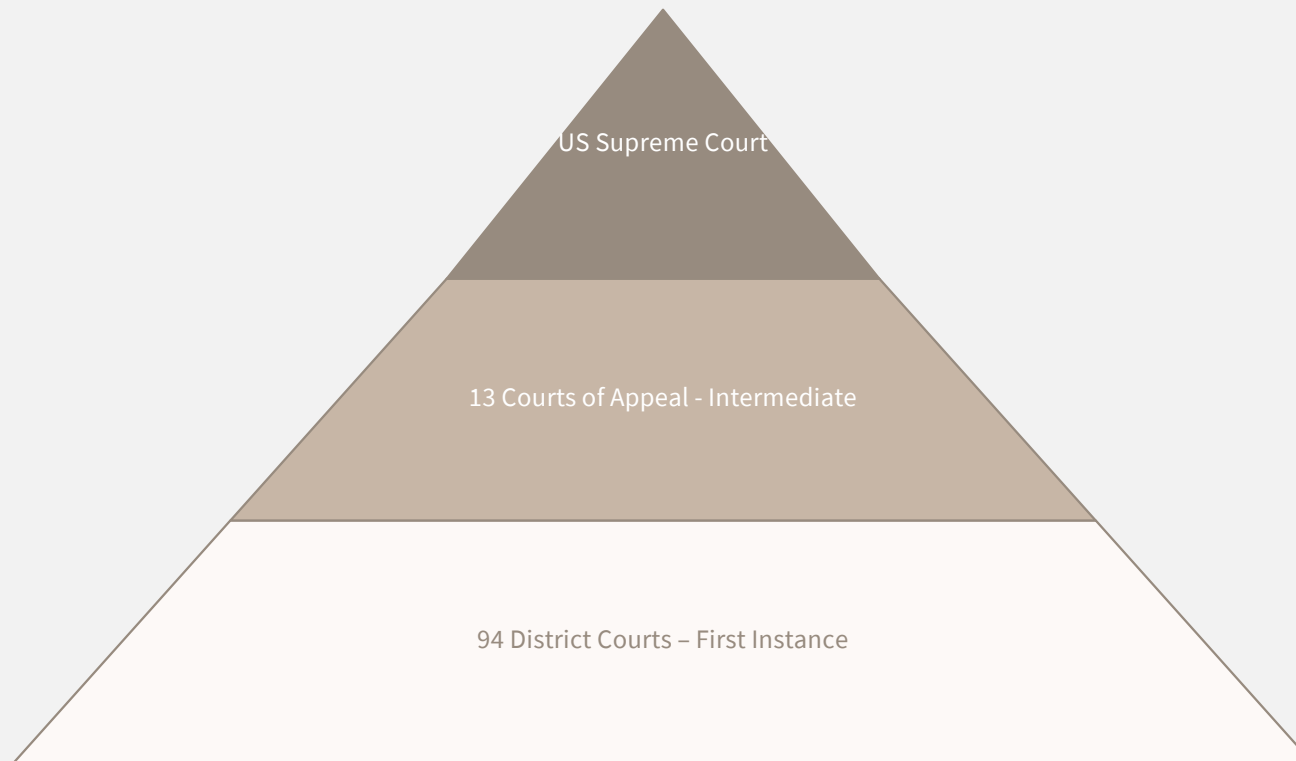 US Supreme Court
13 Courts of Appeal - Intermediate
94 District Courts – First Instance